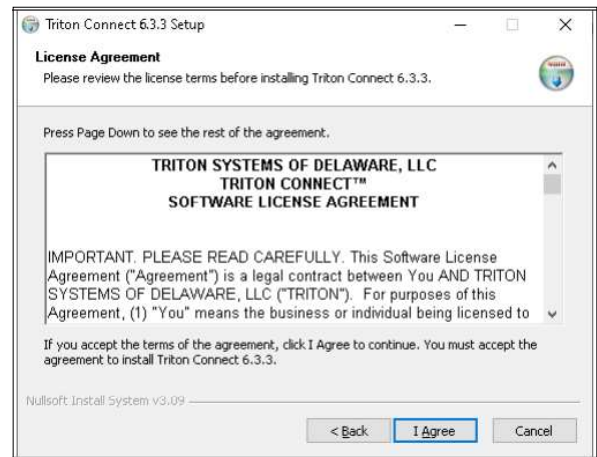 Triton Connect 6.3.3 Setup
License Agreement
Please review the license terms before installing Triton Connect 6.3.3.
Press Page Down to see the rest of the agreement.
TRITON SYSTEMS OF DELAWARE, LLC
TRITON CONNECT™
SOFTWARE LICENSE AGREEMENT
IMPORTANT. PLEASE READ CAREFULLY. This Software License
Agreement ("Agreement") is a legal contract between You AND TRITON
SYSTEMS OF DELAWARE, LLC ("TRITON"). For purposes of this
Agreement, (1) "You" means the business or individual being licensed to
If you accept the terms of the agreement, click I Agree to continue. You must accept the
agreement to install Triton Connect 6.3.3.
Nullsoft Install System v3.09
< Back I Agree Cancel